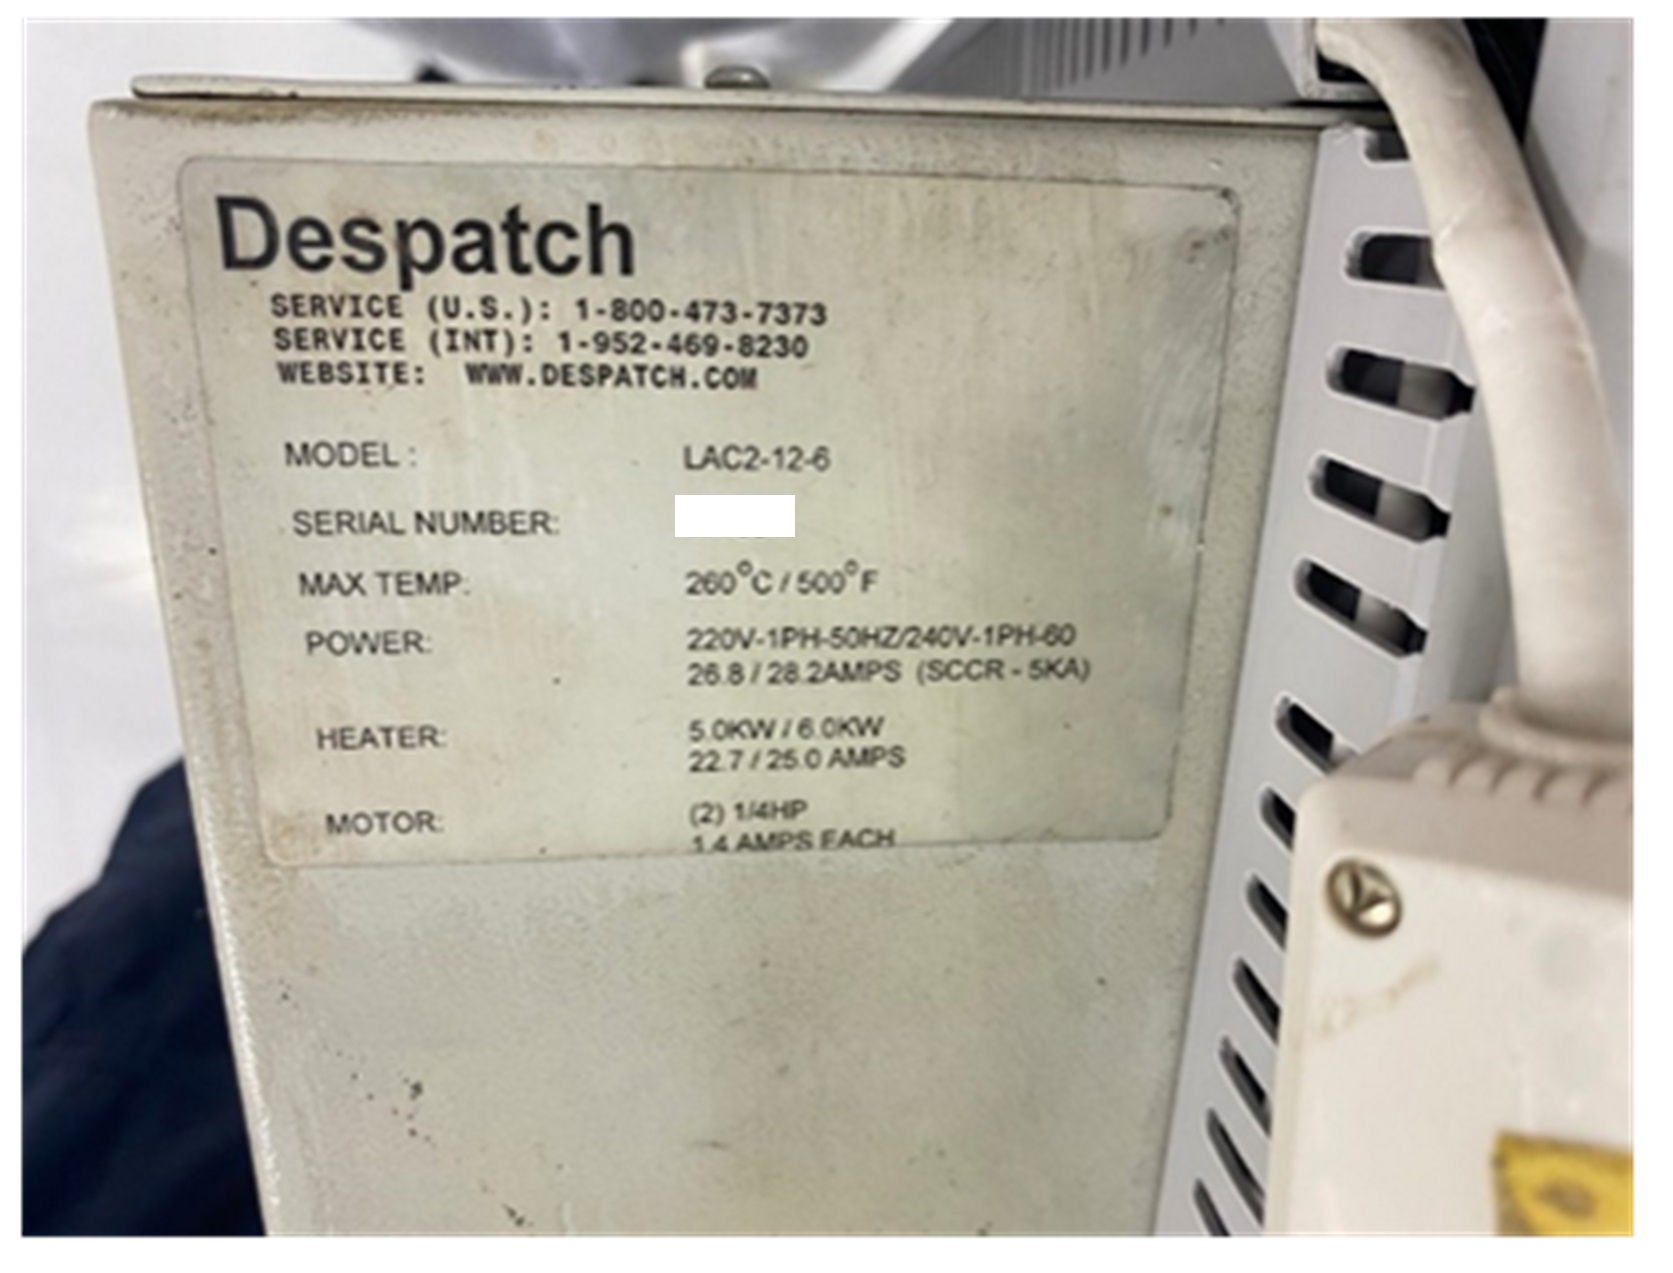 Despatch
SERVICE (U.S.): 1-800-473-7373
SERVICE (INT): 1-952-469-8230
WEBSITE: WWW.DESPATCH.COM
MODEL : LAC2-12-6
SERIAL NUMBER:
MAX TEMP: 260°C / 500°F
POWER: 220V-1PH-50HZ/240V-1PH-60
26.8 / 28.2AMPS (SCCR - 5KA)
HEATER: 5.0KW / 6.0KW
22.7 / 25.0 AMPS
MOTOR: (2) 1/4HP
1.4 AMPS EACH